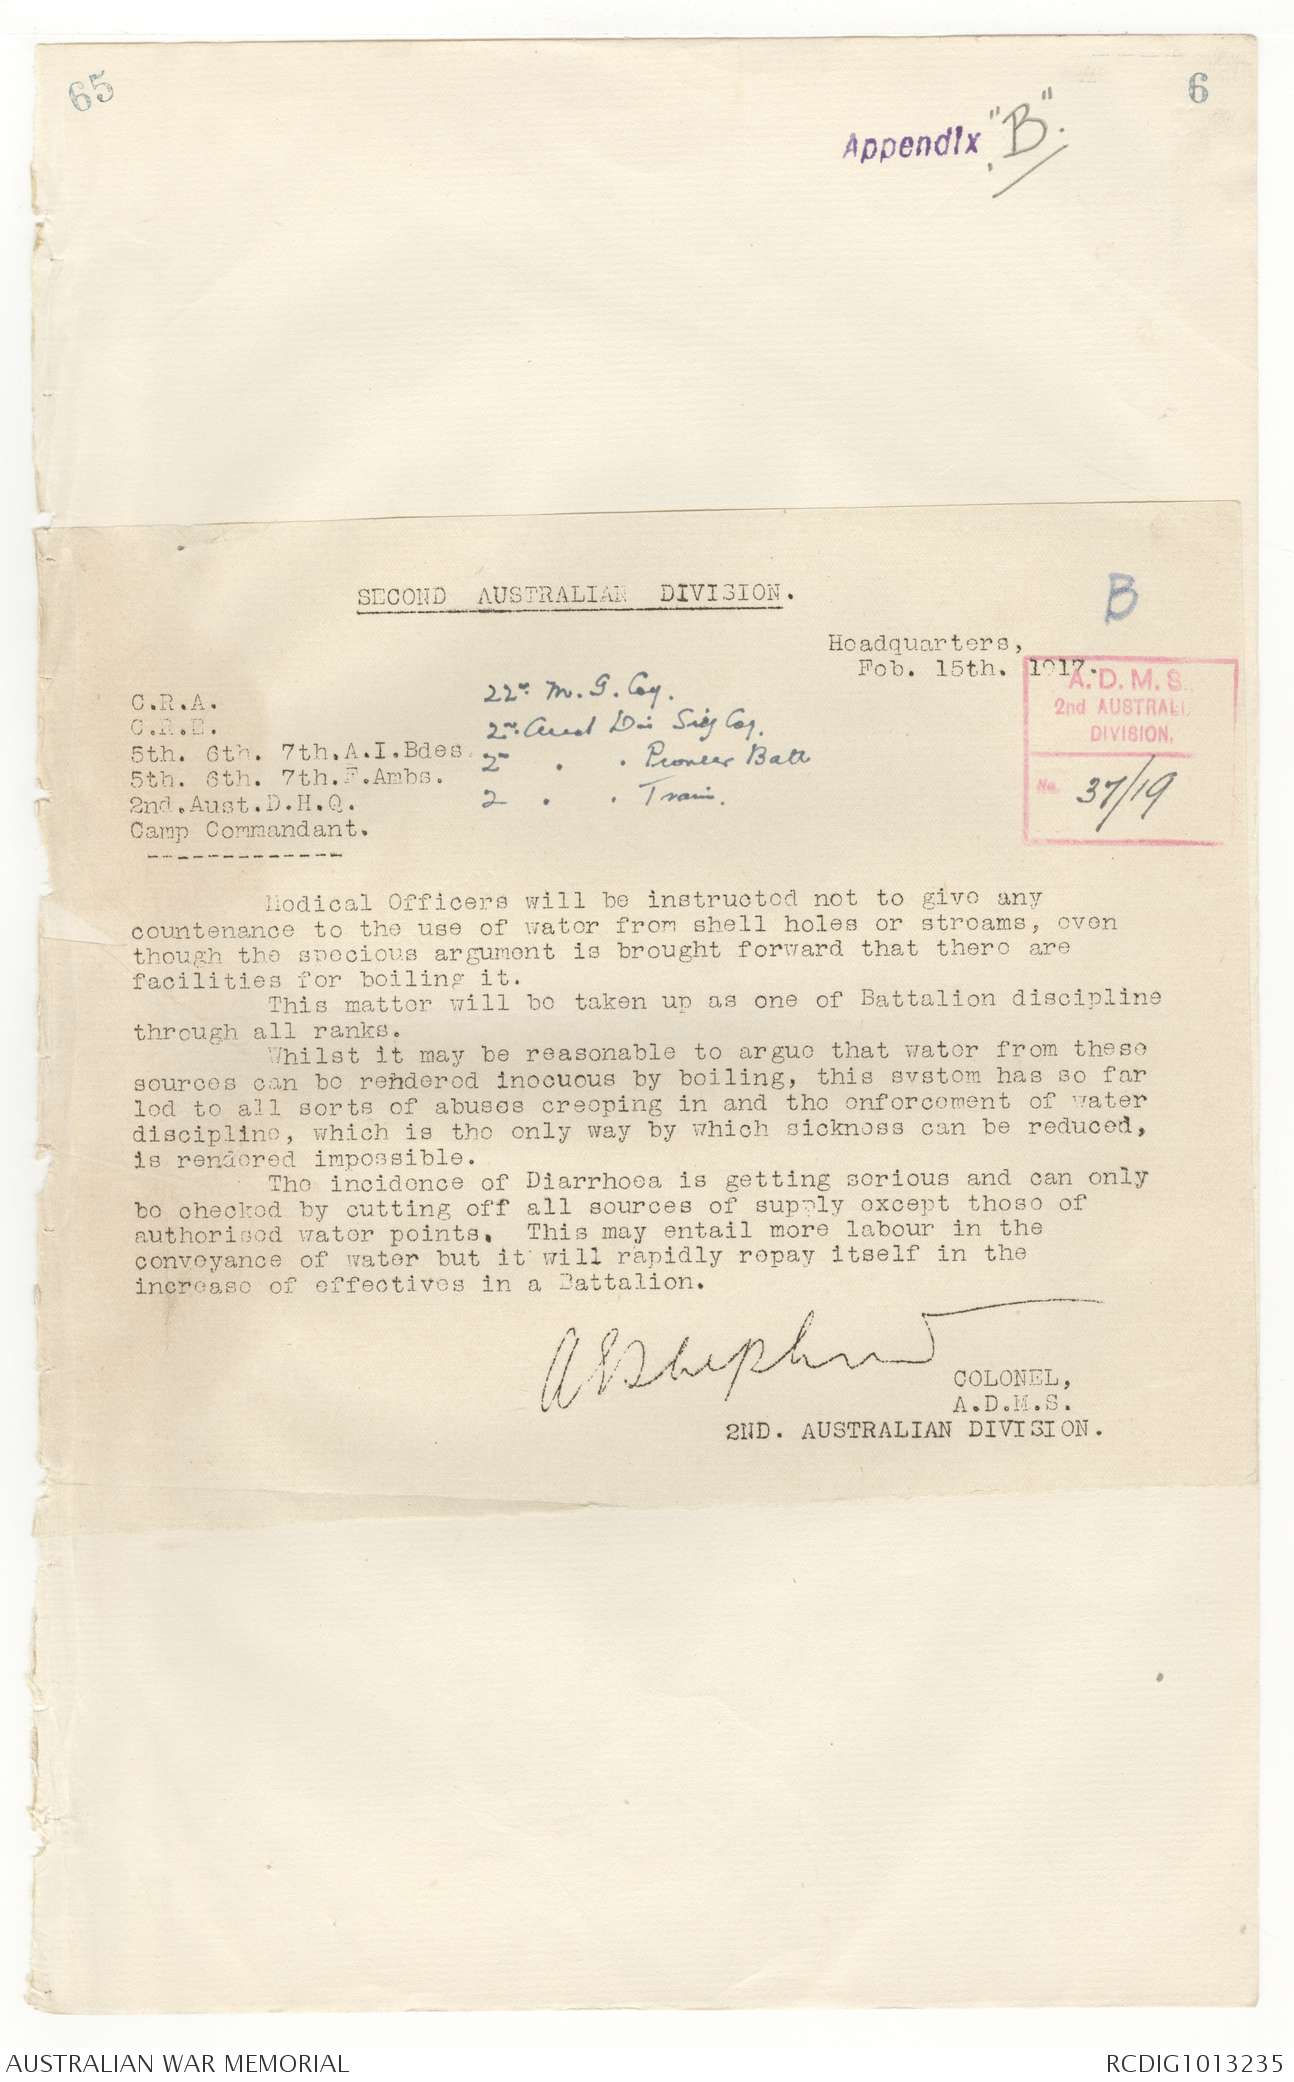 65
6
Appendix "B".
SECOND AUSTRALIAN DIVISION.
B
Headquarters,
Feb. 15th. 1917.
A.D.M.S.
2nd AUSTRALI
DIVISION.
No. 37/19
C.R.A.
C.R.E.
5th. 6th. 7th.A.I.Bdes.
5th. 6th. 7th.F.Ambs.
2nd.Aust.D.H.Q.
Camp Commandant.
-------------
22nd M. G. Coy.
2nd Aust Div Sig Coy.
2nd . . Pioneer Batt
2 . . Train.
Medical Officers will be instructed not to give any
countenance to the use of water from shell holes or streams, even
though the specious argument is brought forward that there are
facilities for boiling it.
This matter will be taken up as one of Battalion discipline
through all ranks.
Whilst it may be reasonable to argue that water from these
sources can be rendered inocuous by boiling, this system has so far
led to all sorts of abuses creeping in and the enforcement of water
discipline, which is the only way by which sickness can be reduced,
is rendered impossible.
The incidence of Diarrhoea is getting serious and can only
be checked by cutting off all sources of supply except those of
authorised water points. This may entail more labour in the
conveyance of water but it will rapidly repay itself in the
increase of effectives in a Battalion.
AEShepherd
COLONEL,
A.D.M.S.
2ND. AUSTRALIAN DIVISION.
AUSTRALIAN WAR MEMORIAL
RCDIG1013235